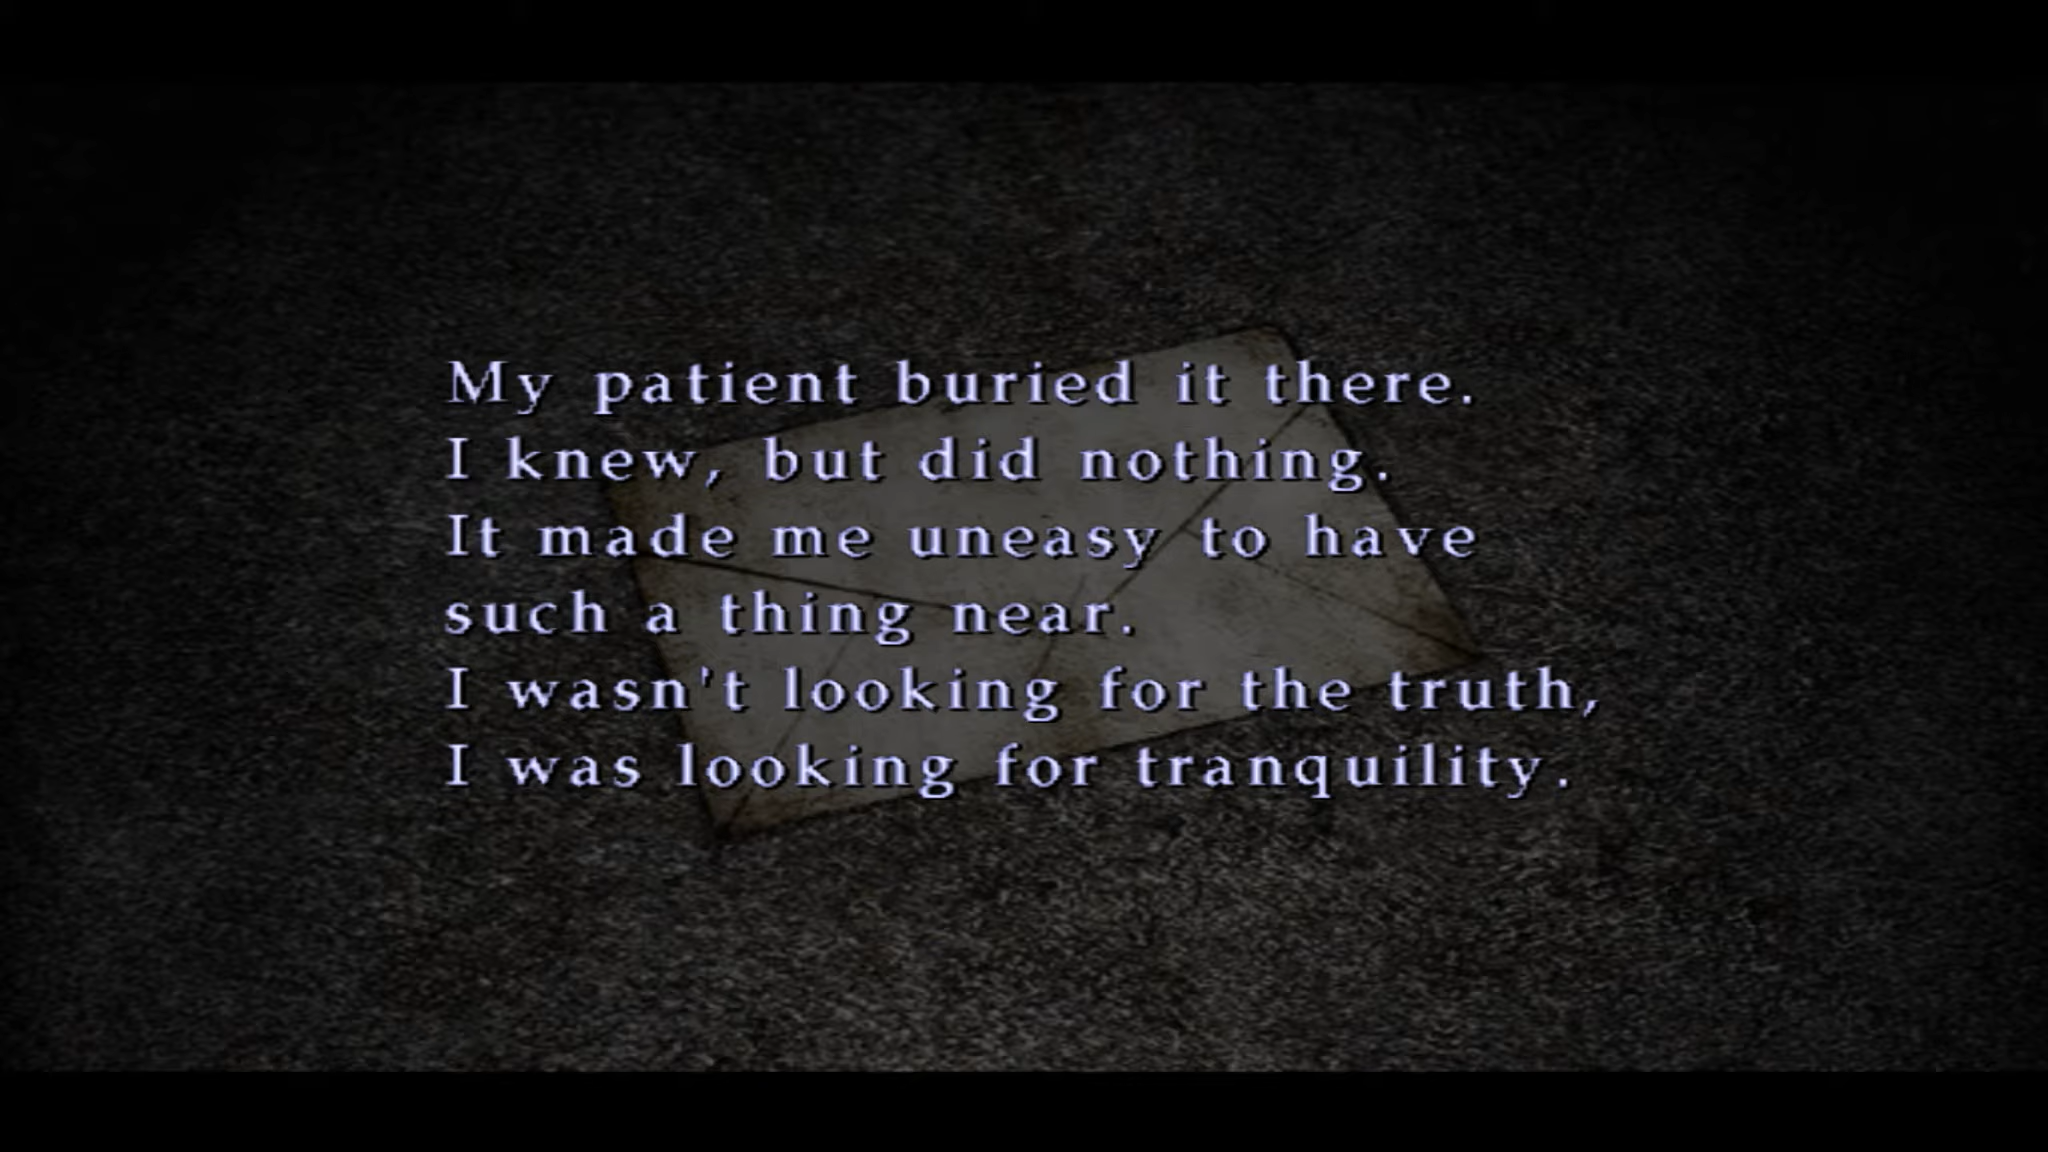 My patient buried it there.
I knew, but did nothing.
It made me uneasy to have
such a thing near.
I wasn't looking for the truth,
I was looking for tranquility.